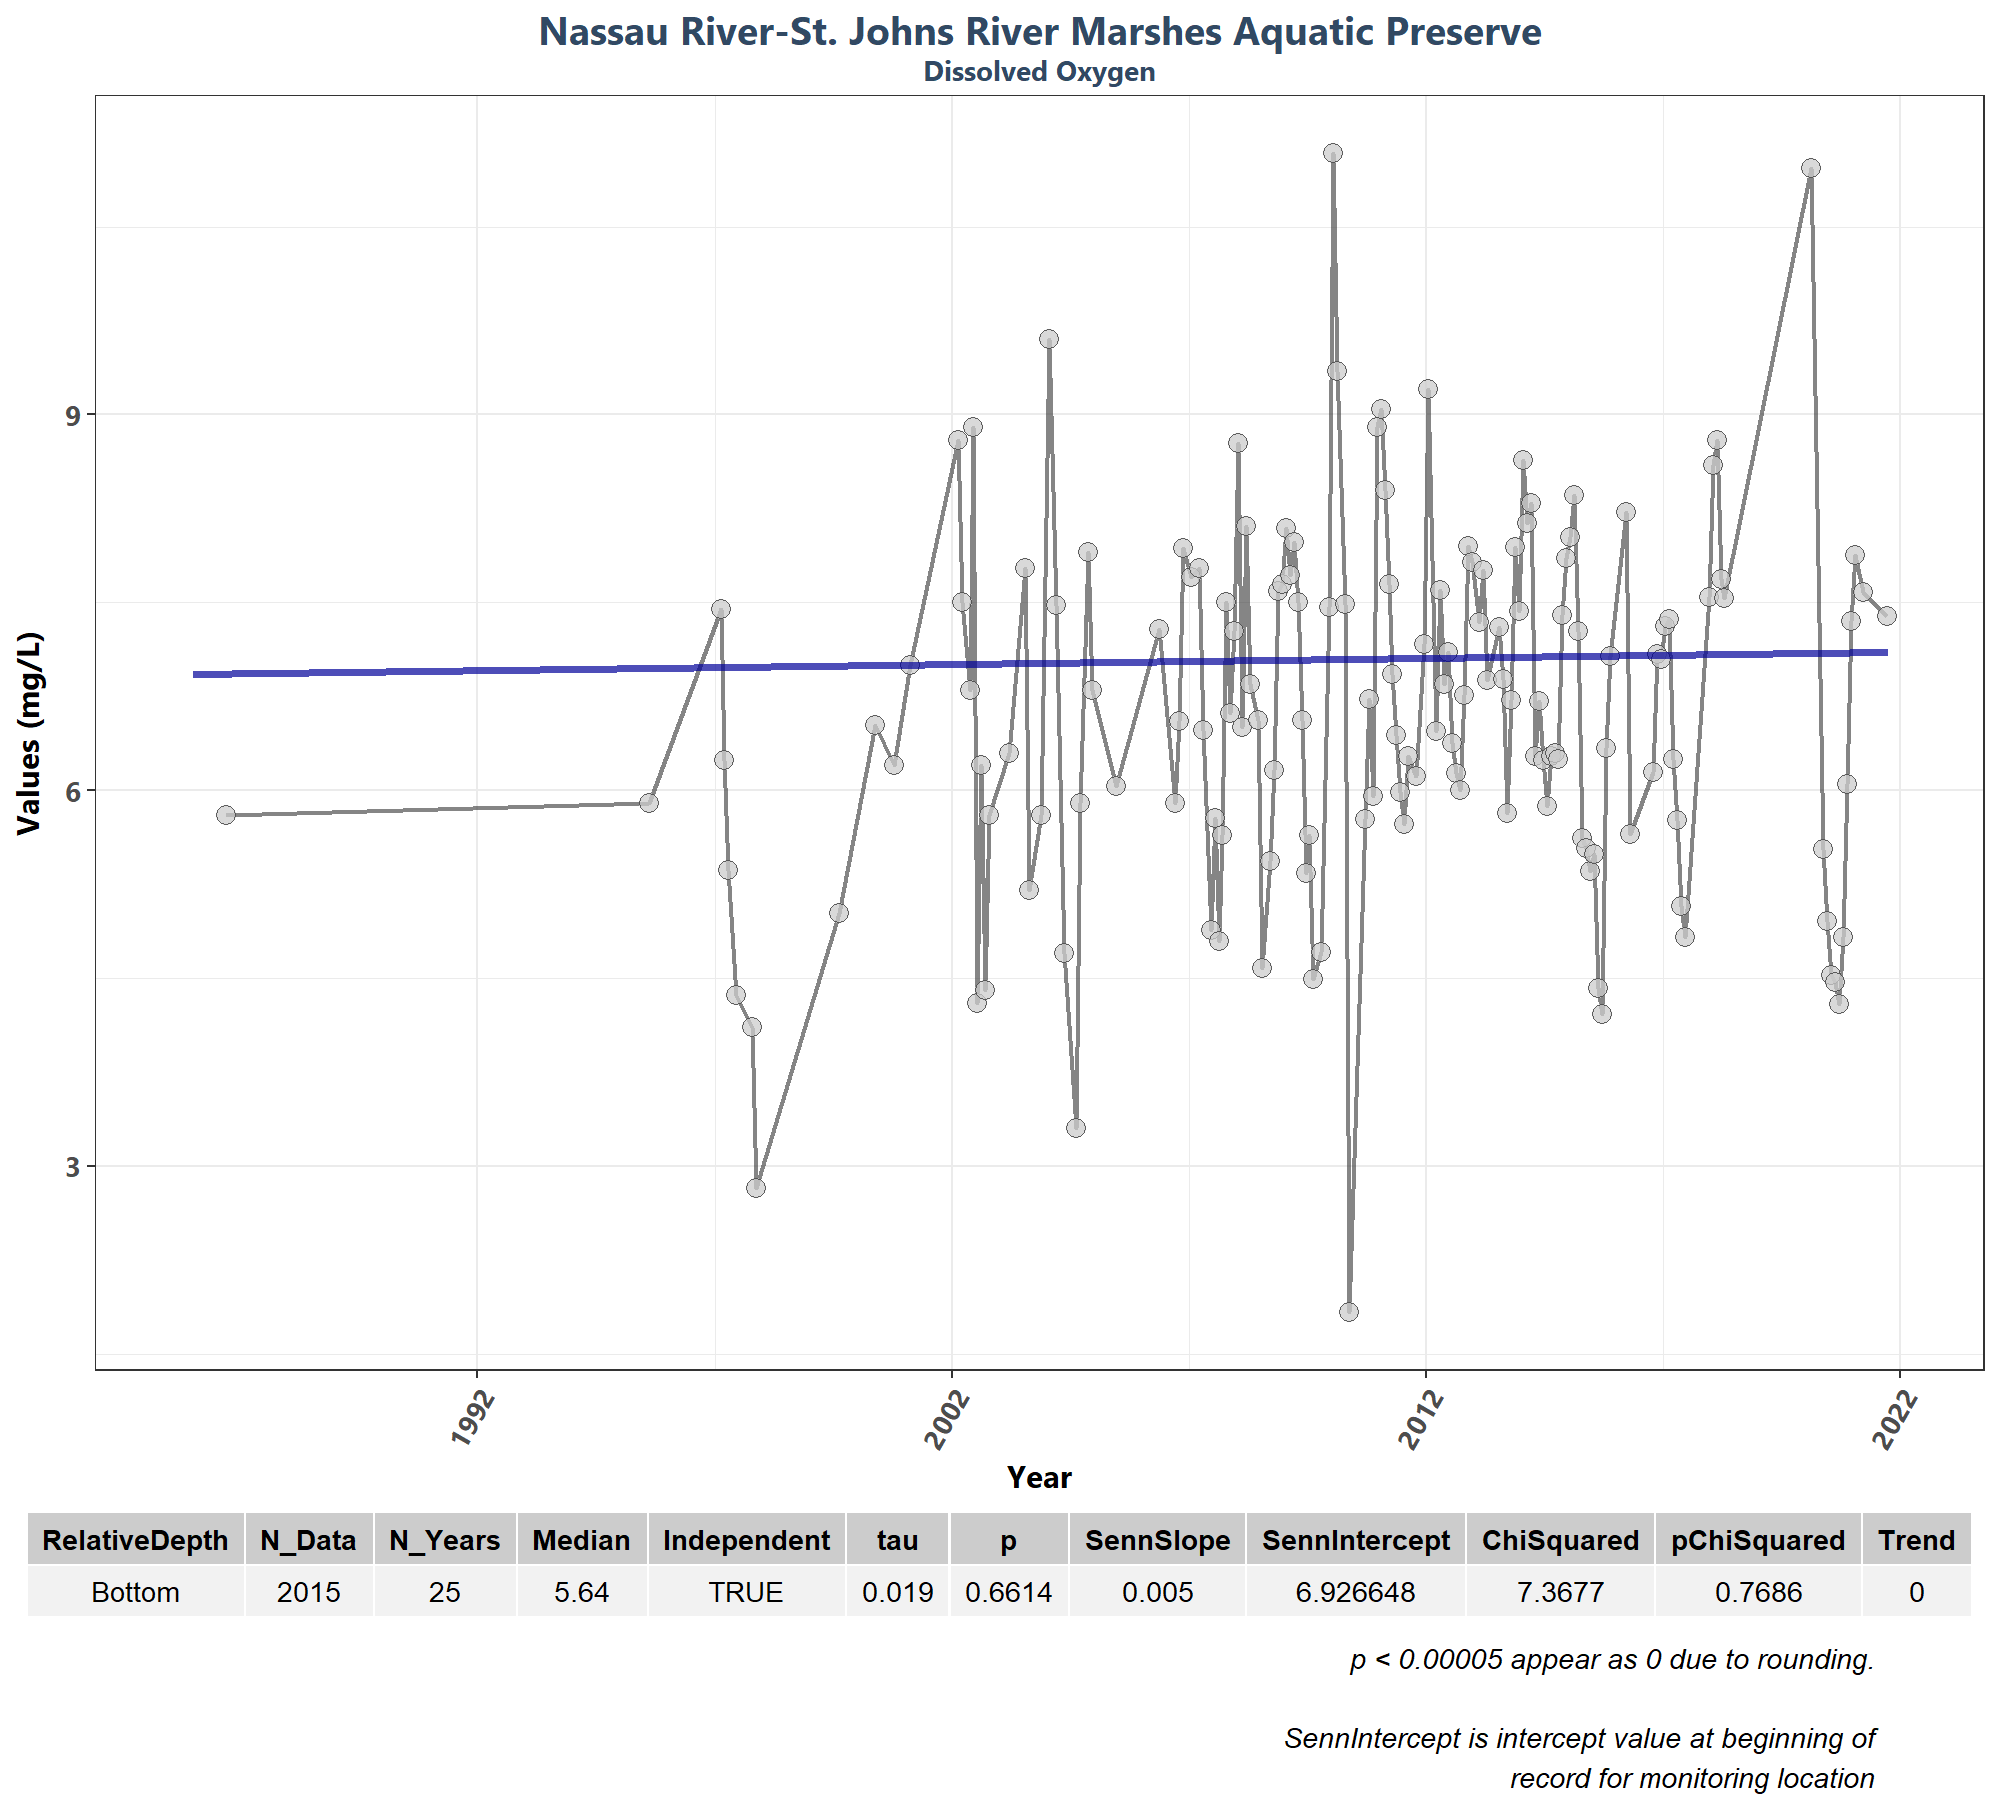 Nassau River-St. Johns River Marshes Aquatic Preserve
Dissolved Oxygen
Values (mg/L)
9
6
3
1992
2002
2012
2022
Year
RelativeDepth N_Data N_Years Median Independent tau p SennSlope SennIntercept ChiSquared pChiSquared Trend
Bottom 2015 25 5.64 TRUE 0.019 0.6614 0.005 6.926648 7.3677 0.7686 0
p < 0.00005 appear as 0 due to rounding.
SennIntercept is intercept value at beginning of
record for monitoring location